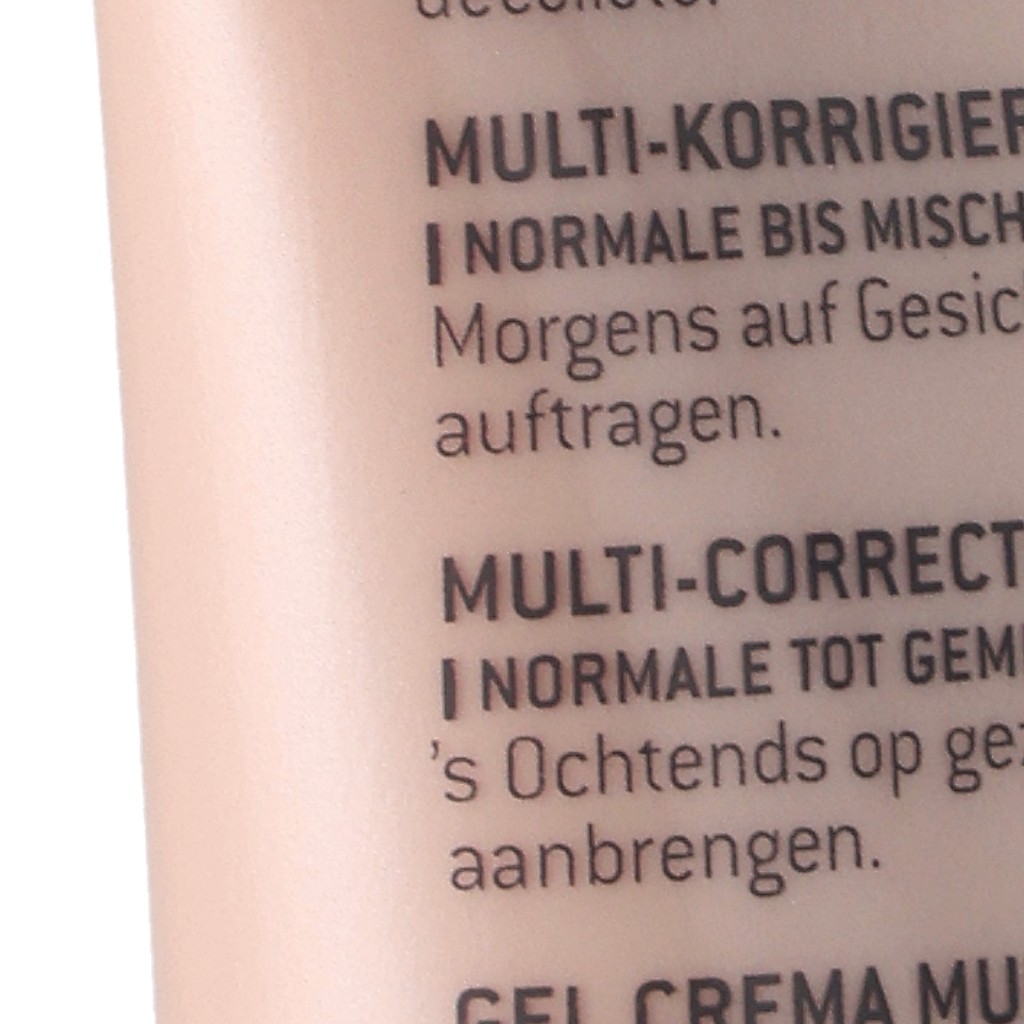 MULTI-KORRIGIER
| NORMALE BIS MISCH
Morgens auf Gesic
auftragen.
MULTI-CORRECT
| NORMALE TOT GEM
's Ochtends op gez
aanbrengen.
GEL CREMA MU